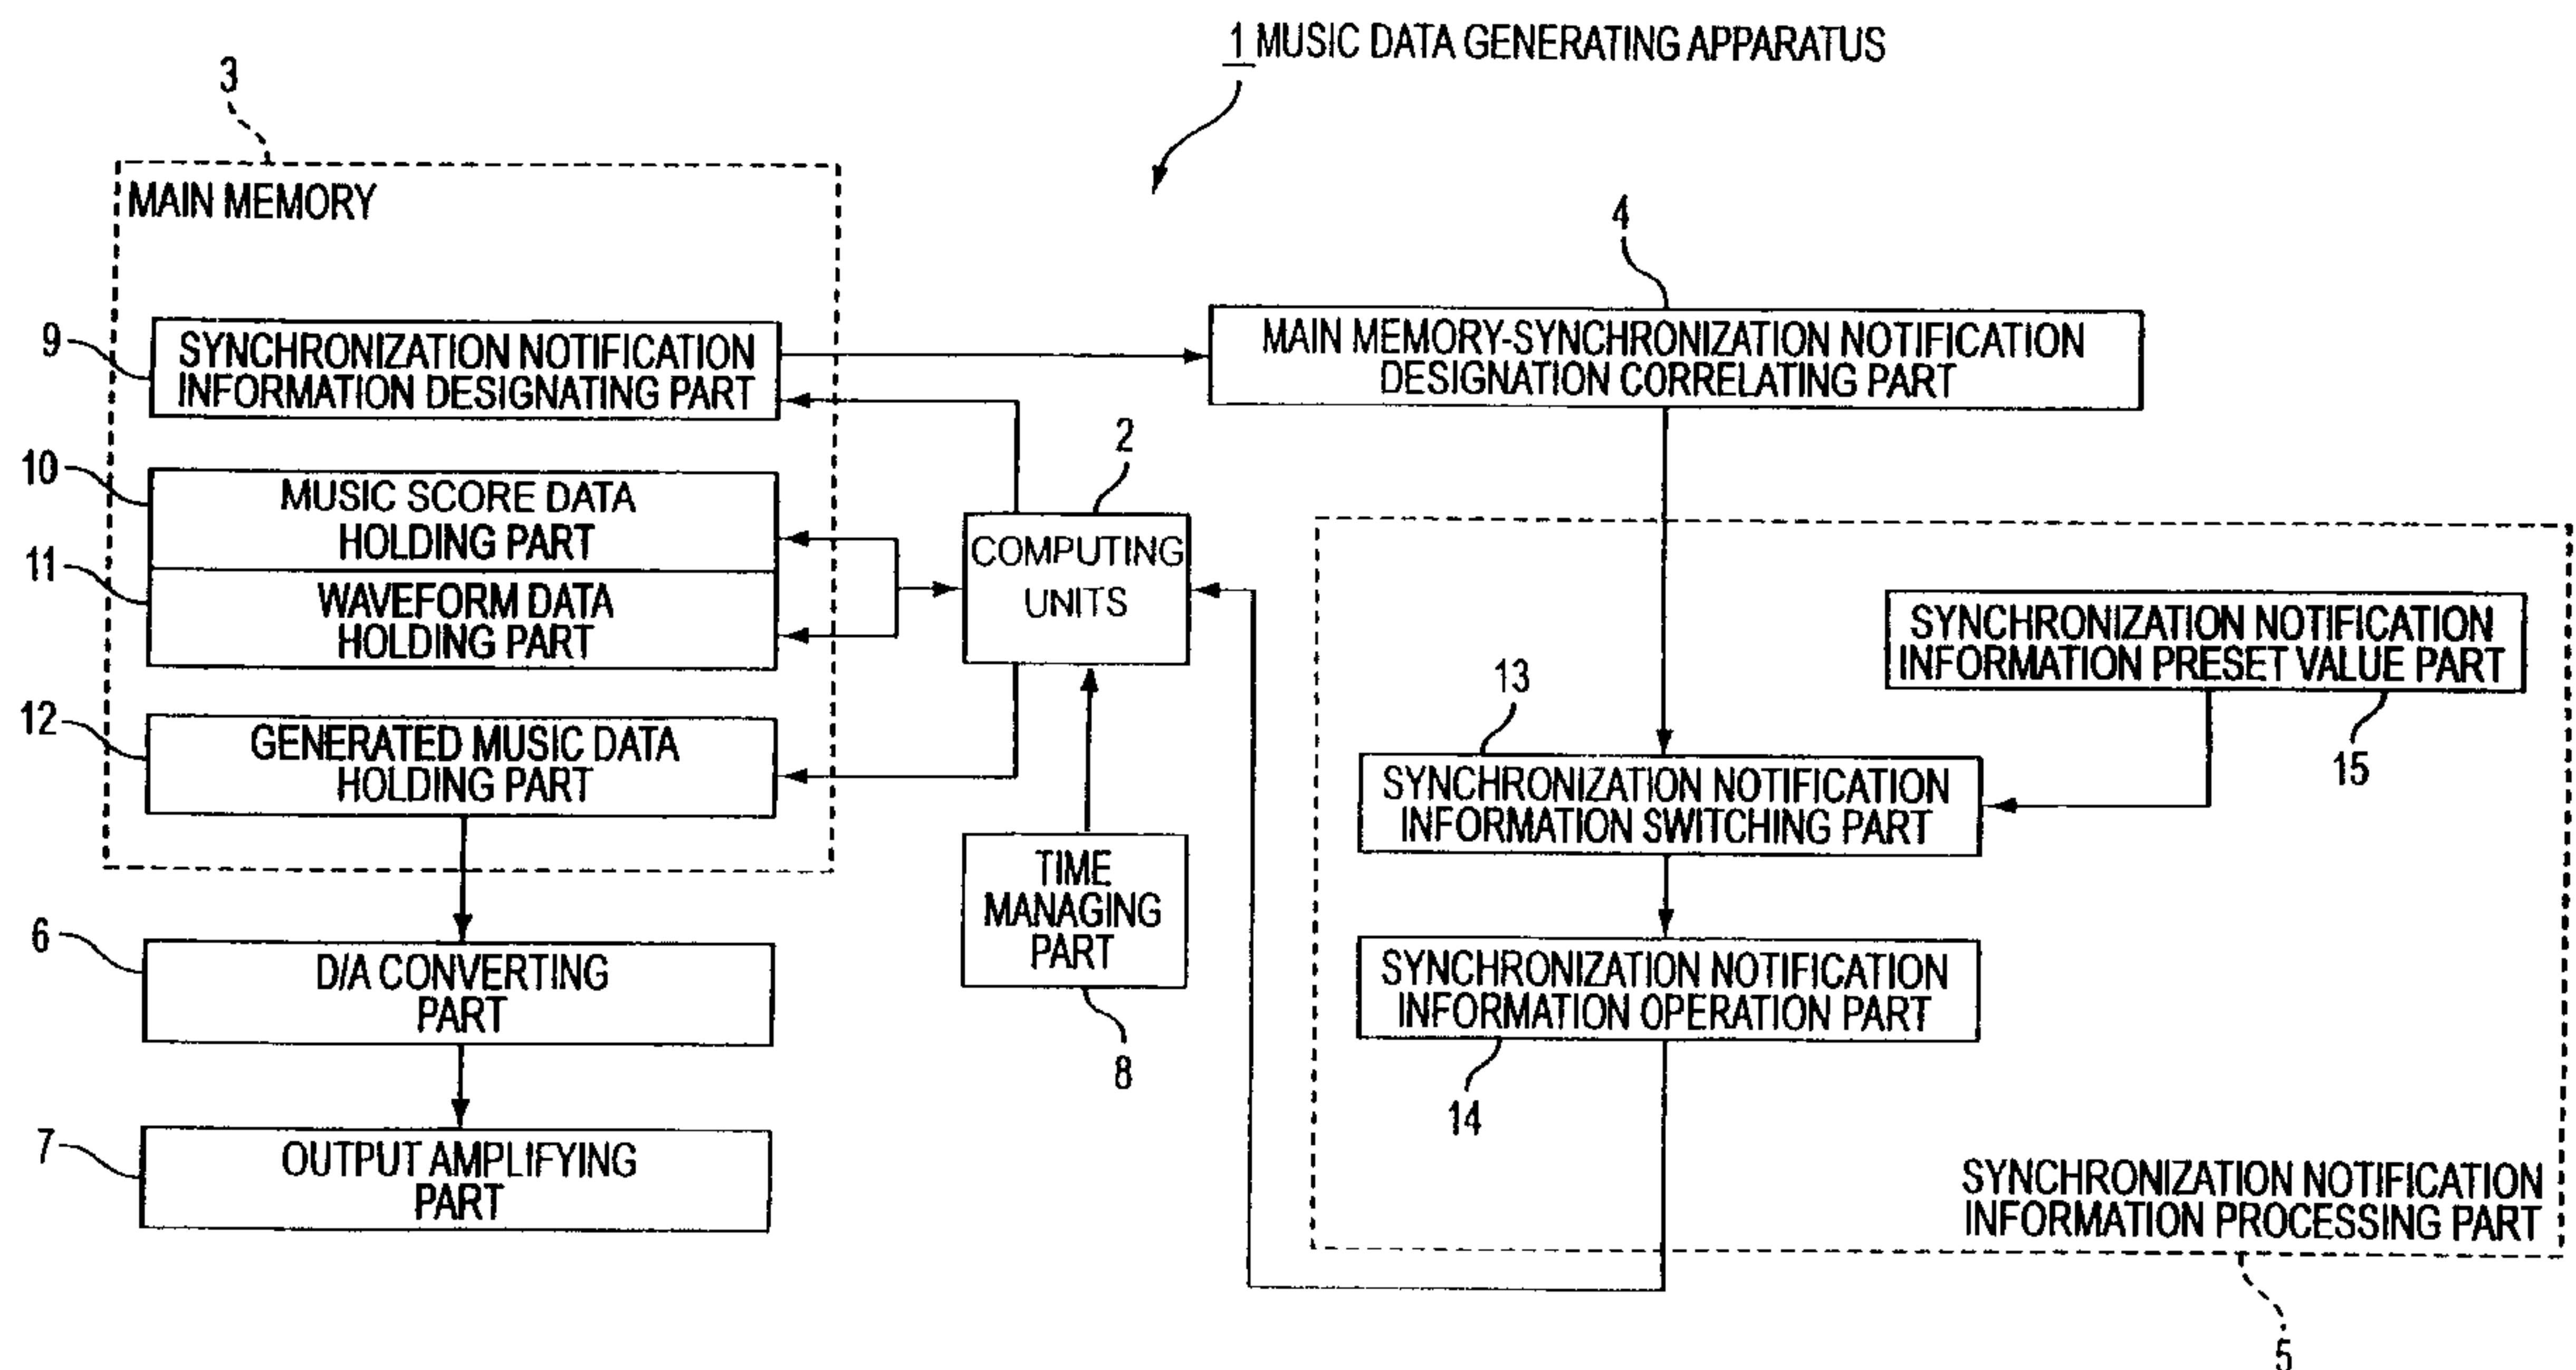 1 MUSIC DATA GENERATING APPARATUS
3
MAIN MEMORY
4
9
SYNCHRONIZATION NOTIFICATION
INFORMATION DESIGNATING PART
MAIN MEMORY-SYNCHRONIZATION NOTIFICATION
DESIGNATION CORRELATING PART
10
MUSIC SCORE DATA
HOLDING PART
2
COMPUTING
UNITS
11
WAVEFORM DATA
HOLDING PART
SYNCHRONIZATION NOTIFICATION
INFORMATION PRESET VALUE PART
15
12
GENERATED MUSIC DATA
HOLDING PART
13
SYNCHRONIZATION NOTIFICATION
INFORMATION SWITCHING PART
TIME
MANAGING
PART
8
6
D/A CONVERTING
PART
SYNCHRONIZATION NOTIFICATION
INFORMATION OPERATION PART
14
7
OUTPUT AMPLIFYING
PART
SYNCHRONIZATION NOTIFICATION
INFORMATION PROCESSING PART
5